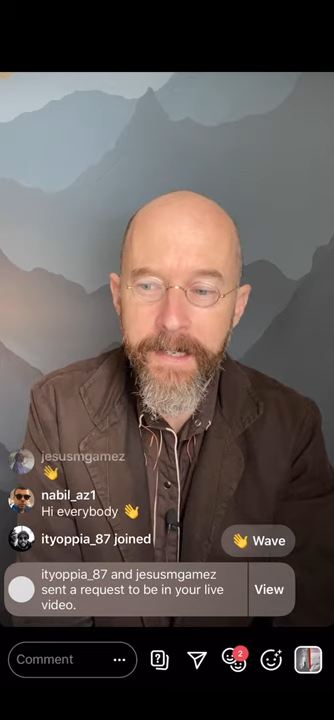 jesusmgamez
👋
nabil_az1
Hi everybody 👋
ityoppia_87 joined
👋 Wave
ityoppia_87 and jesusmgamez
sent a request to be in your live
video.
View
Comment
2